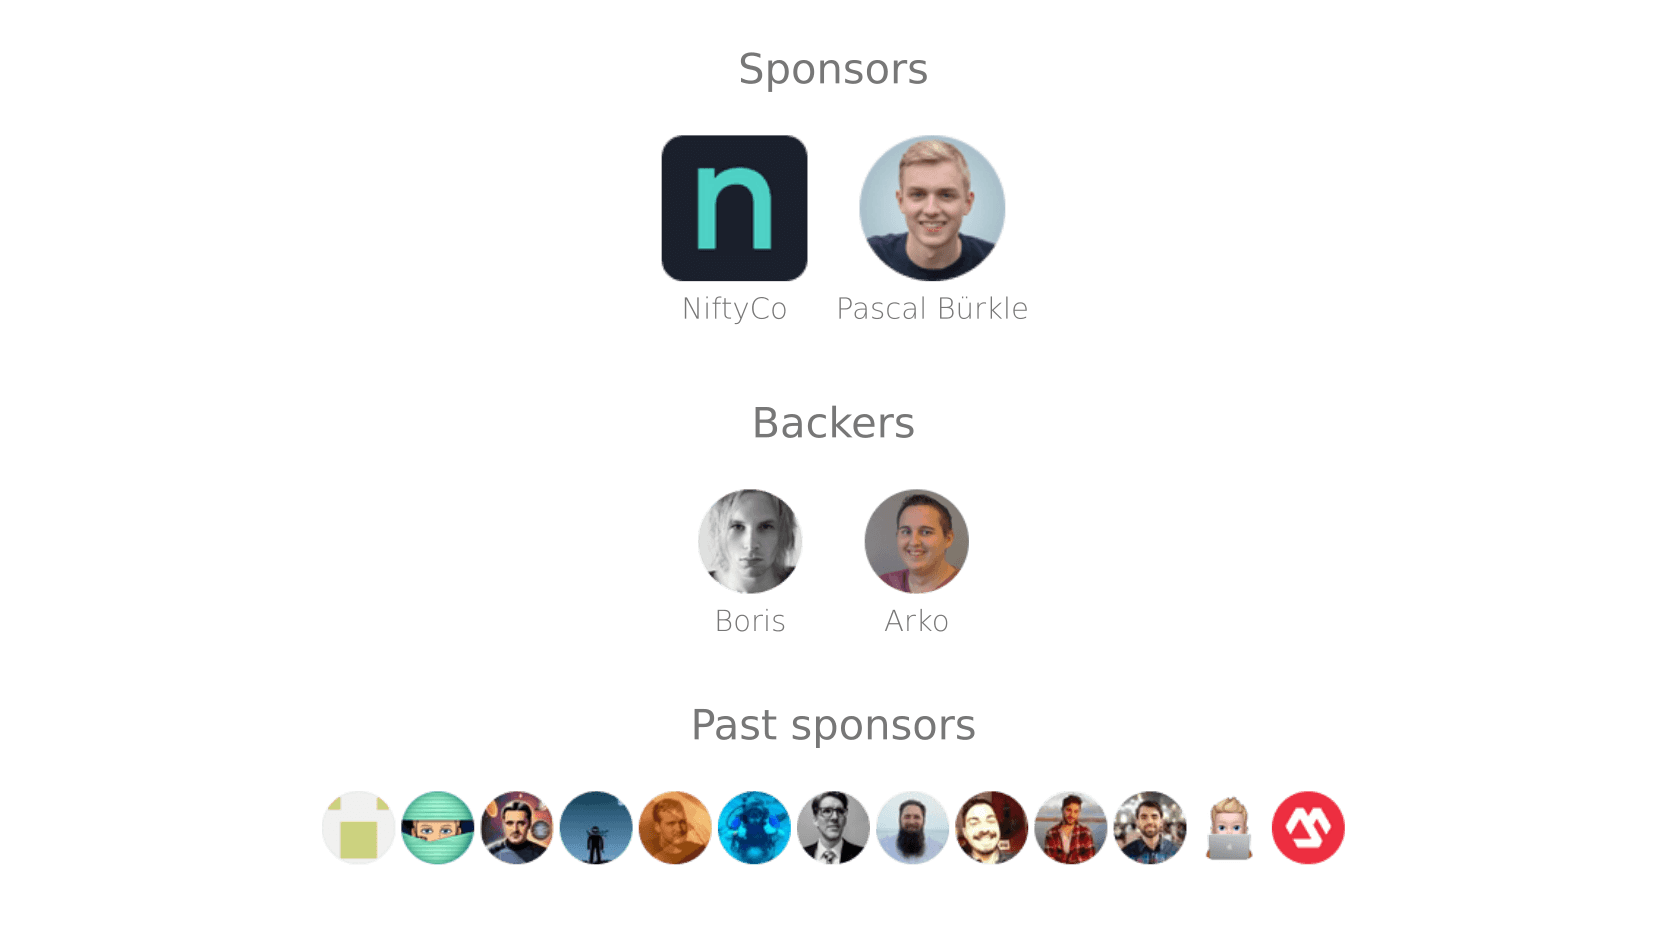 Sponsors
n
NiftyCo
Pascal Bürkle
Backers
Boris
Arko
Past sponsors